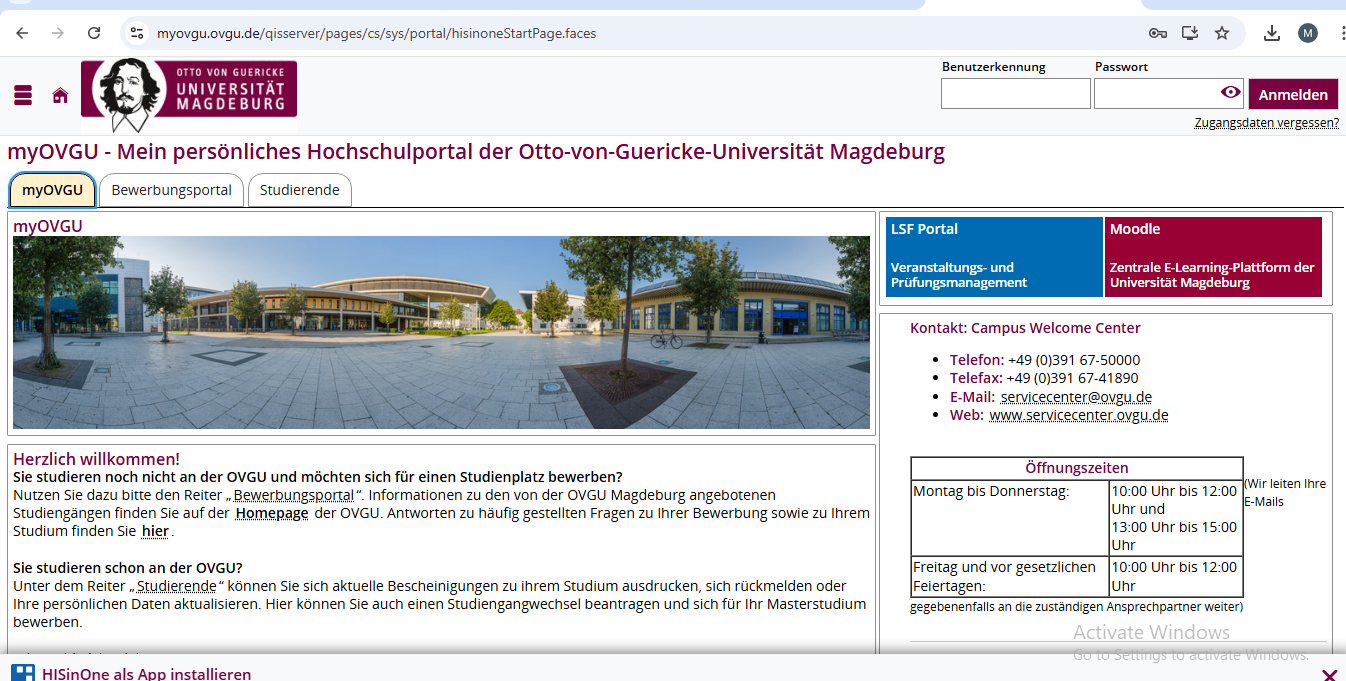 myovgu.ovgu.de/qisserver/pages/cs/sys/portal/hisinoneStartPage.faces
M
OTTO VON GUERICKE
UNIVERSITÄT
MAGDEBURG
Benutzerkennung
Passwort
Anmelden
Zugangsdaten vergessen?
myOVGU - Mein persönliches Hochschulportal der Otto-von-Guericke-Universität Magdeburg
myOVGU
Bewerbungsportal
Studierende
myOVGU
Herzlich willkommen!
Sie studieren noch nicht an der OVGU und möchten sich für einen Studienplatz bewerben?
Nutzen Sie dazu bitte den Reiter „Bewerbungsportal“. Informationen zu den von der OVGU Magdeburg angebotenen
Studiengängen finden Sie auf der Homepage der OVGU. Antworten zu häufig gestellten Fragen zu Ihrer Bewerbung sowie zu Ihrem
Studium finden Sie hier.
Sie studieren schon an der OVGU?
Unter dem Reiter „Studierende“ können Sie sich aktuelle Bescheinigungen zu ihrem Studium ausdrucken, sich rückmelden oder
Ihre persönlichen Daten aktualisieren. Hier können Sie auch einen Studiengangwechsel beantragen und sich für Ihr Masterstudium
bewerben.
LSF Portal
Veranstaltungs- und
Prüfungsmanagement
Moodle
Zentrale E-Learning-Plattform der
Universität Magdeburg
Kontakt: Campus Welcome Center
Telefon: +49 (0)391 67-50000
Telefax: +49 (0)391 67-41890
E-Mail: servicecenter@ovgu.de
Web: www.servicecenter.ovgu.de
Öffnungszeiten
Montag bis Donnerstag:
10:00 Uhr bis 12:00
Uhr und
13:00 Uhr bis 15:00
Uhr
Freitag und vor gesetzlichen
Feiertagen:
10:00 Uhr bis 12:00
Uhr
(Wir leiten Ihre
E-Mails
gegebenenfalls an die zuständigen Ansprechpartner weiter)
Activate Windows
Go to Settings to activate Windows.
HISinOne als App installieren